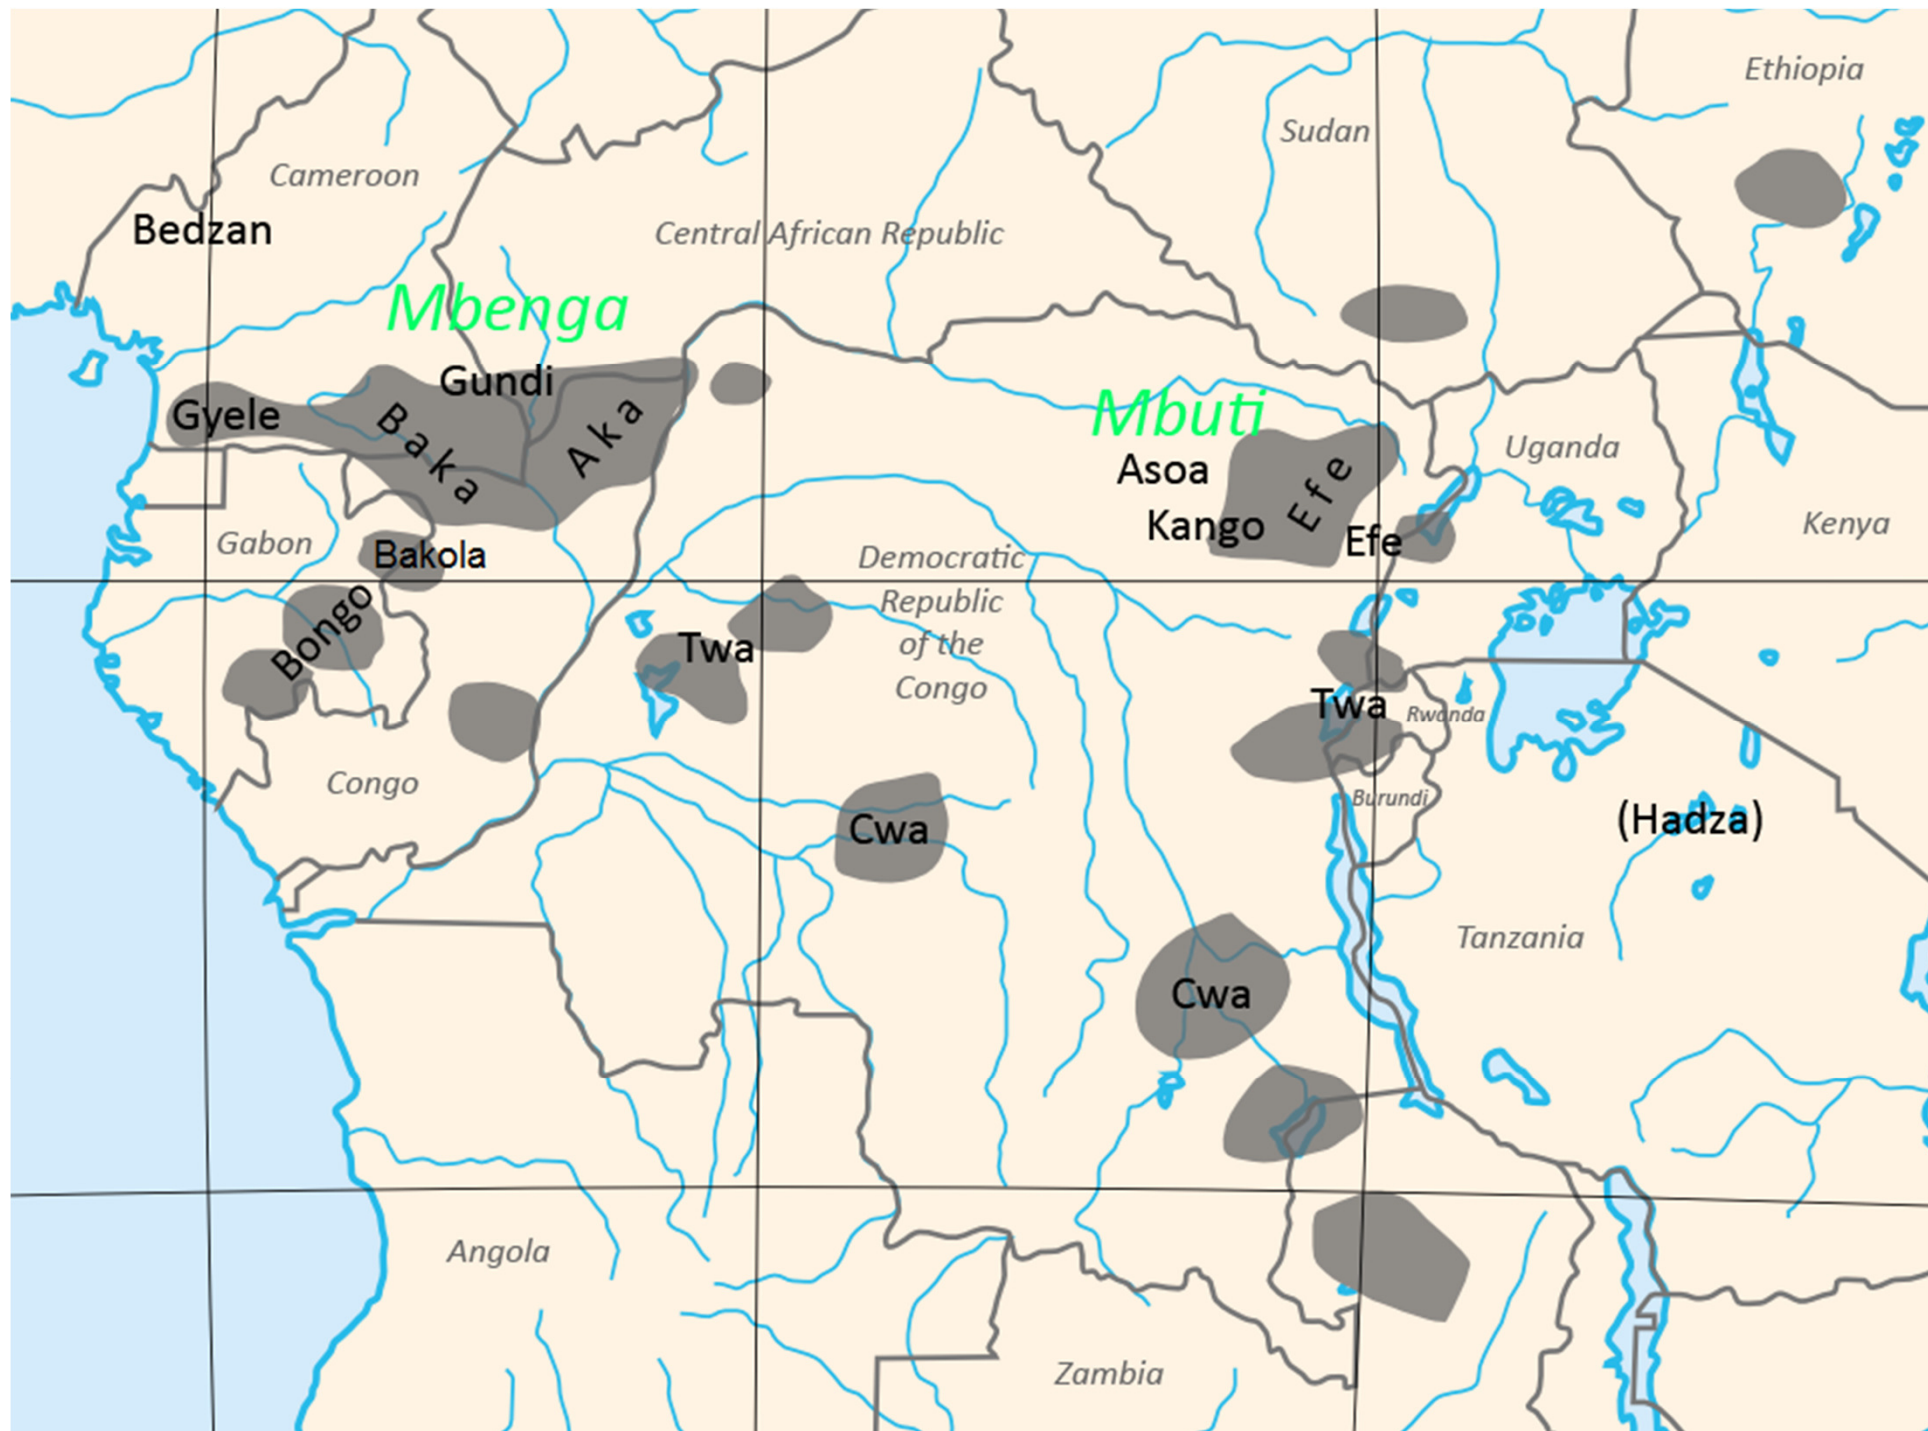 Ethiopia
Sudan
Cameroon
Bedzan
Central African Republic
Mbenga
Gundi
Mbuti
Gyele
Baka
Aka
Asoa
Efe
Uganda
Kango
Efe
Kenya
Gabon
Bakola
Democratic
Republic
of the
Congo
Bongo
Twa
Twa
Rwanda
Congo
Burundi
Cwa
(Hadza)
Tanzania
Cwa
Angola
Zambia